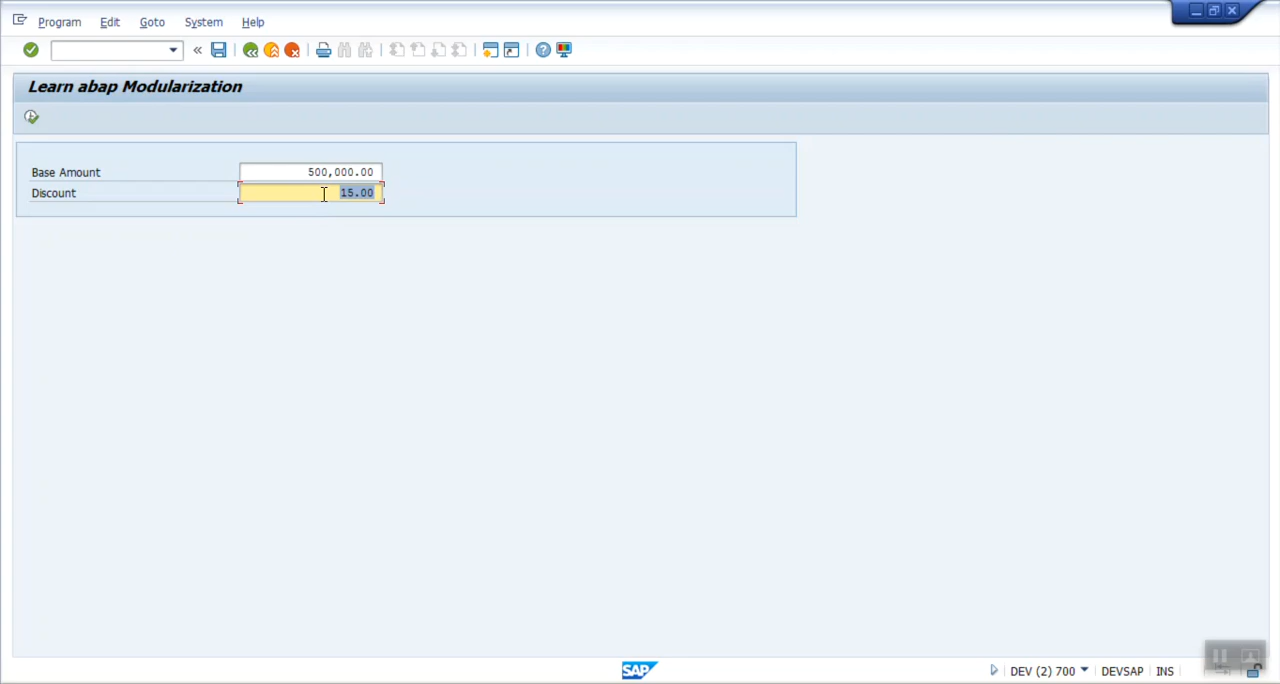 Program Edit Goto System Help
Learn abap Modularization
Base Amount 500,000.00
Discount 15.00
SAP DEV (2) 700 DEVSAP INS